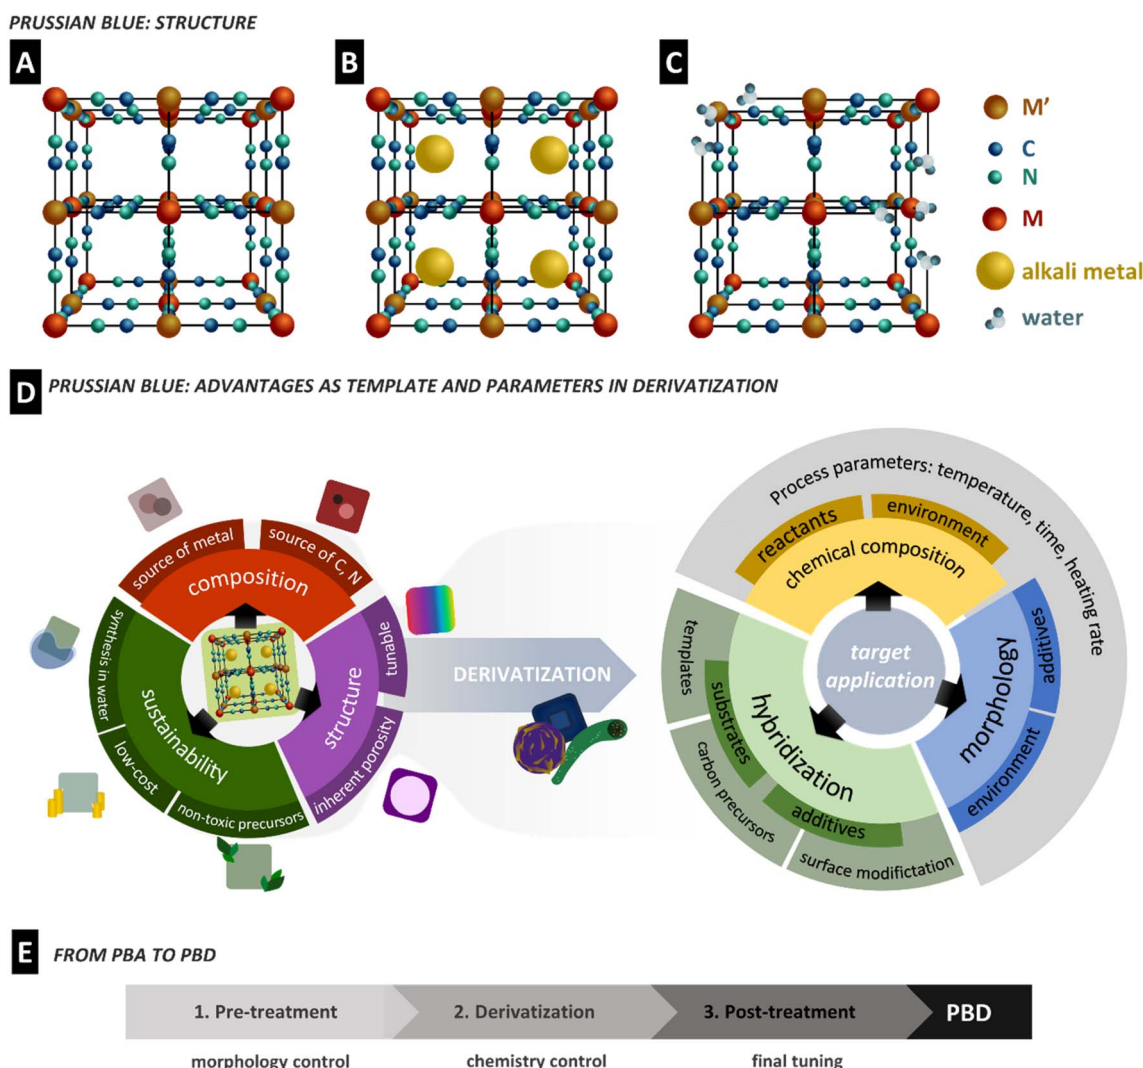 PRUSSIAN BLUE: STRUCTURE
A
B
C
M'
C
N
M
alkali metal
water
D
PRUSSIAN BLUE: ADVANTAGES AS TEMPLATE AND PARAMETERS IN DERIVATIZATION
source of metal
source of C, N
composition
synthesis in water
low-cost
non-toxic precursors
sustainability
structure
tunable
inherent porosity
DERIVATIZATION
Process parameters: temperature, time, heating rate
reactants
environment
chemical composition
target
application
morphology
additives
environment
hybridization
templates
substrates
carbon precursors
additives
surface modifictation
E
FROM PBA TO PBD
1. Pre-treatment
2. Derivatization
3. Post-treatment
PBD
morphology control
chemistry control
final tuning